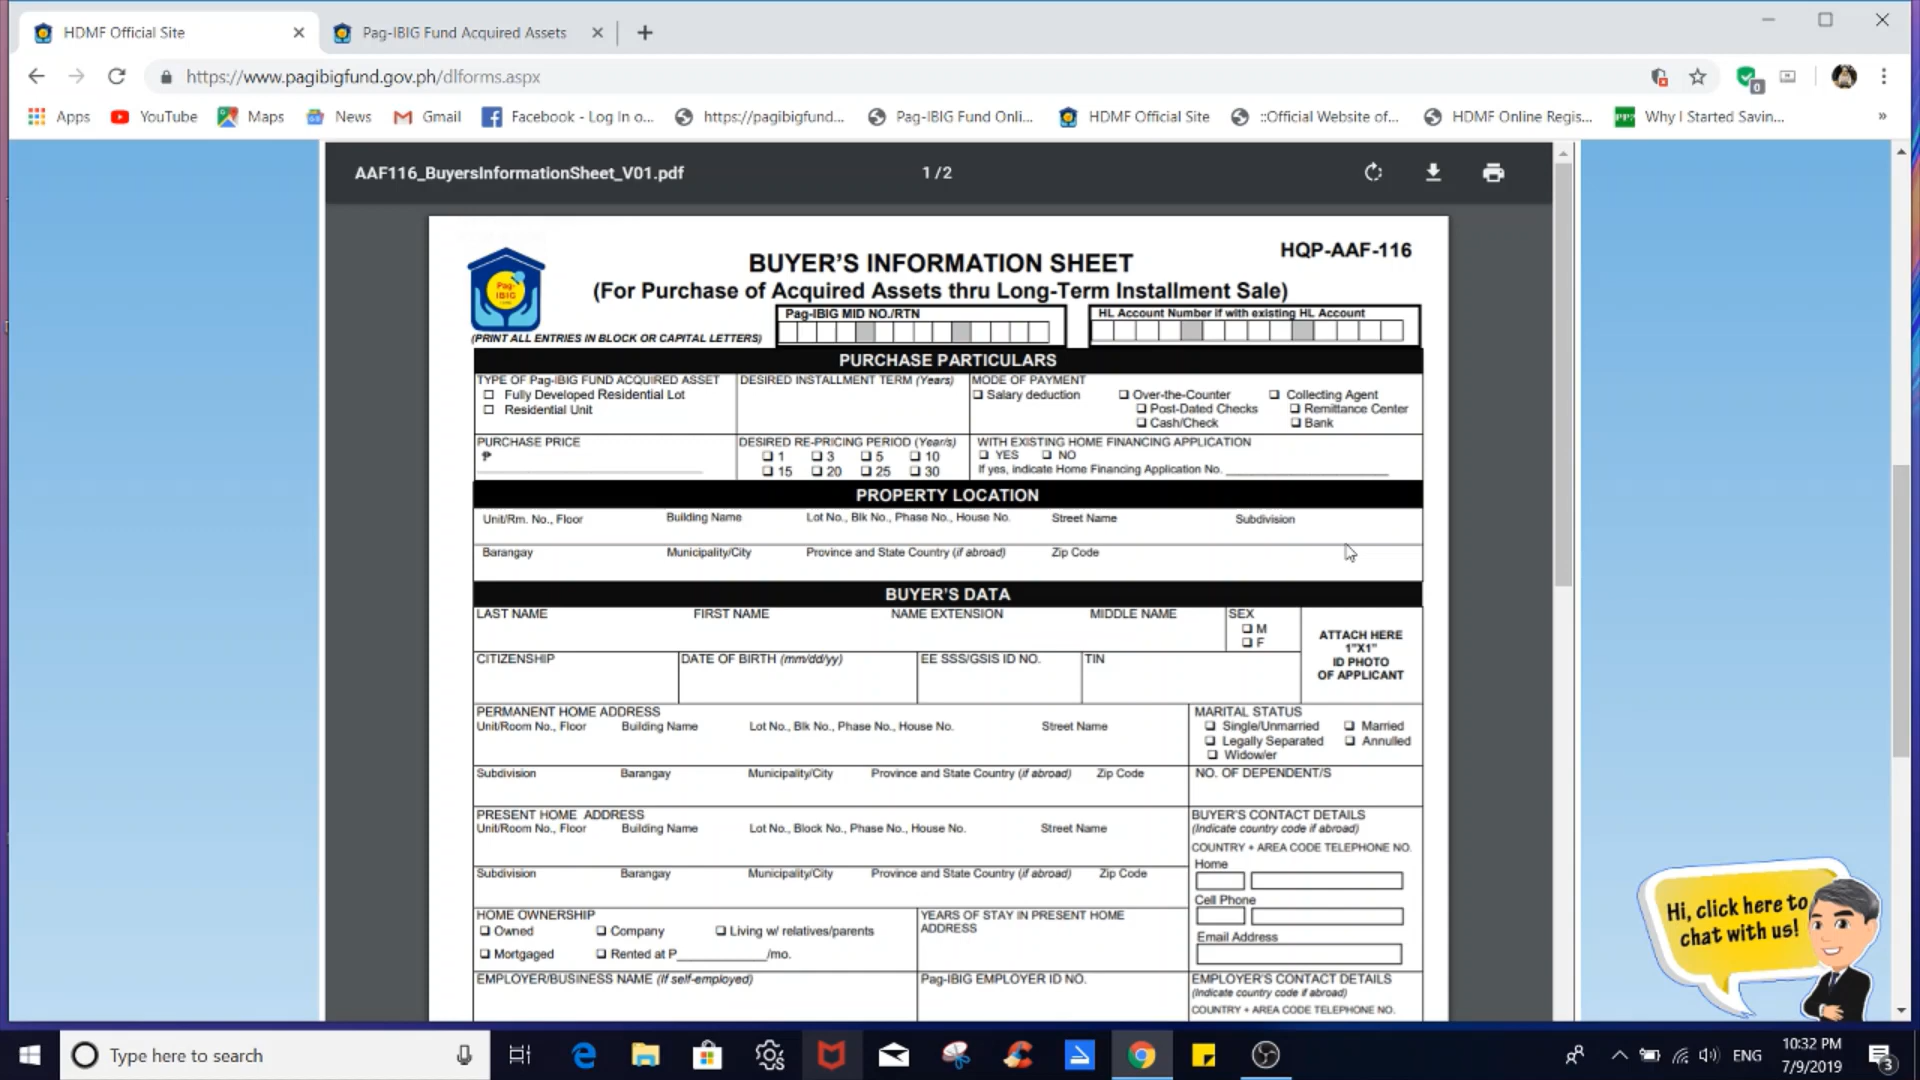 HDMF Official Site
Pag-IBIG Fund Acquired Assets
https://www.pagibigfund.gov.ph/dlforms.aspx
0
Apps YouTube Maps News Gmail Facebook - Log In o... https://pagibigfund... Pag-IBIG Fund Onli... HDMF Official Site ::Official Website of... HDMF Online Regis... Why I Started Savin... »
AAF116_BuyersInformationSheet_V01.pdf 1 / 2
HQP-AAF-116
Pag-IBIG
BUYER'S INFORMATION SHEET
(For Purchase of Acquired Assets thru Long-Term Installment Sale)
Pag-IBIG MID NO./RTN HL Account Number if with existing HL Account
(PRINT ALL ENTRIES IN BLOCK OR CAPITAL LETTERS)
PURCHASE PARTICULARS
TYPE OF Pag-IBIG FUND ACQUIRED ASSET DESIRED INSTALLMENT TERM (Years) MODE OF PAYMENT
Fully Developed Residential Lot Salary deduction Over-the-Counter Collecting Agent
Residential Unit Post-Dated Checks Remittance Center
Cash/Check Bank
PURCHASE PRICE DESIRED RE-PRICING PERIOD (Year/s) WITH EXISTING HOME FINANCING APPLICATION
₱ 1 3 5 10 YES NO
15 20 25 30 If yes, indicate Home Financing Application No. ____
PROPERTY LOCATION
Unit/Rm. No., Floor Building Name Lot No., Blk No., Phase No., House No. Street Name Subdivision
Barangay Municipality/City Province and State Country (if abroad) Zip Code
BUYER'S DATA
LAST NAME FIRST NAME NAME EXTENSION MIDDLE NAME SEX
M
F
ATTACH HERE
1"X1"
ID PHOTO
OF APPLICANT
CITIZENSHIP DATE OF BIRTH (mm/dd/yy) EE SSS/GSIS ID NO. TIN
PERMANENT HOME ADDRESS MARITAL STATUS
Unit/Room No., Floor Building Name Lot No., Blk No., Phase No., House No. Street Name Single/Unmarried Married
Legally Separated Annulled
Widow/er
Subdivision Barangay Municipality/City Province and State Country (if abroad) Zip Code NO. OF DEPENDENT/S
PRESENT HOME ADDRESS BUYER'S CONTACT DETAILS
Unit/Room No., Floor Building Name Lot No., Block No., Phase No., House No. Street Name (Indicate country code if abroad)
COUNTRY + AREA CODE TELEPHONE NO.
Home
Subdivision Barangay Municipality/City Province and State Country (if abroad) Zip Code
Cell Phone
HOME OWNERSHIP YEARS OF STAY IN PRESENT HOME ADDRESS
Owned Company Living w/ relatives/parents Email Address
Mortgaged Rented at P____/mo.
EMPLOYER/BUSINESS NAME (If self-employed) Pag-IBIG EMPLOYER ID NO. EMPLOYER'S CONTACT DETAILS
(Indicate country code if abroad)
COUNTRY + AREA CODE TELEPHONE NO.
Hi, click here to
chat with us!
Type here to search
ENG
10:32 PM
7/9/2019
3